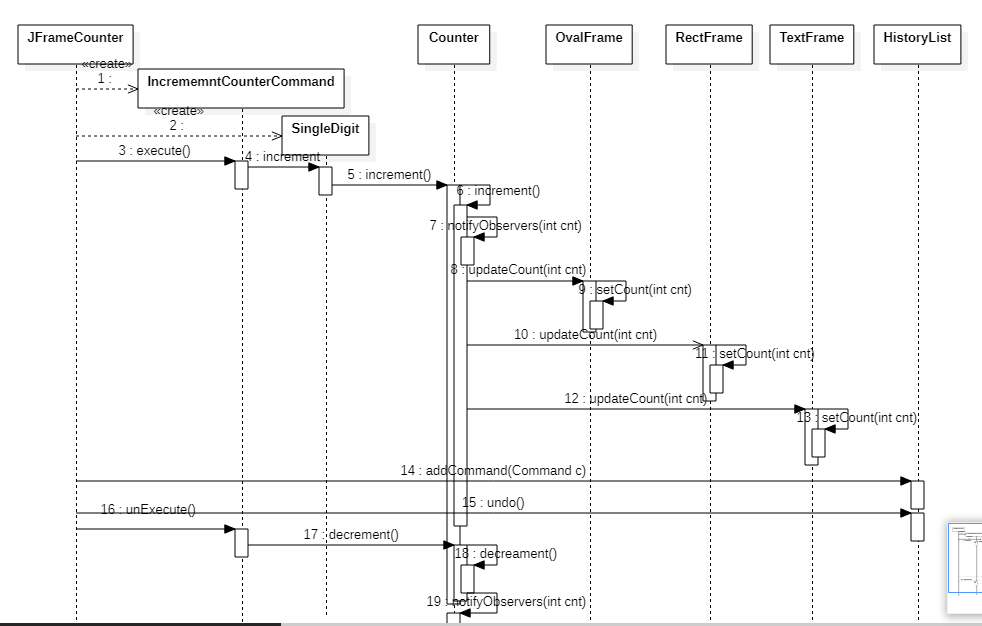 JFrameCounter
Counter
OvalFrame
RectFrame
TextFrame
HistoryList
«create»
1 :
IncrememntCounterCommand
«create»
2 :
SingleDigit
3 : execute()
4 : increment
5 : increment()
6 : increment()
7 : notifyObservers(int cnt)
8 : updateCount(int cnt)
9 : setCount(int cnt)
10 : updateCount(int cnt)
11 : setCount(int cnt)
12 : updateCount(int cnt)
13 : setCount(int cnt)
14 : addCommand(Command c)
15 : undo()
16 : unExecute()
17 : decrement()
18 : decreament()
19 : notifyObservers(int cnt)